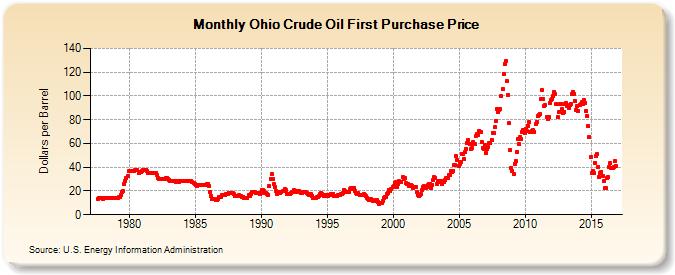 Monthly Ohio Crude Oil First Purchase Price
Dollars per Barrel
140
120
100
80
60
40
20
0
1980 1985 1990 1995 2000 2005 2010 2015
Source: U.S. Energy Information Administration